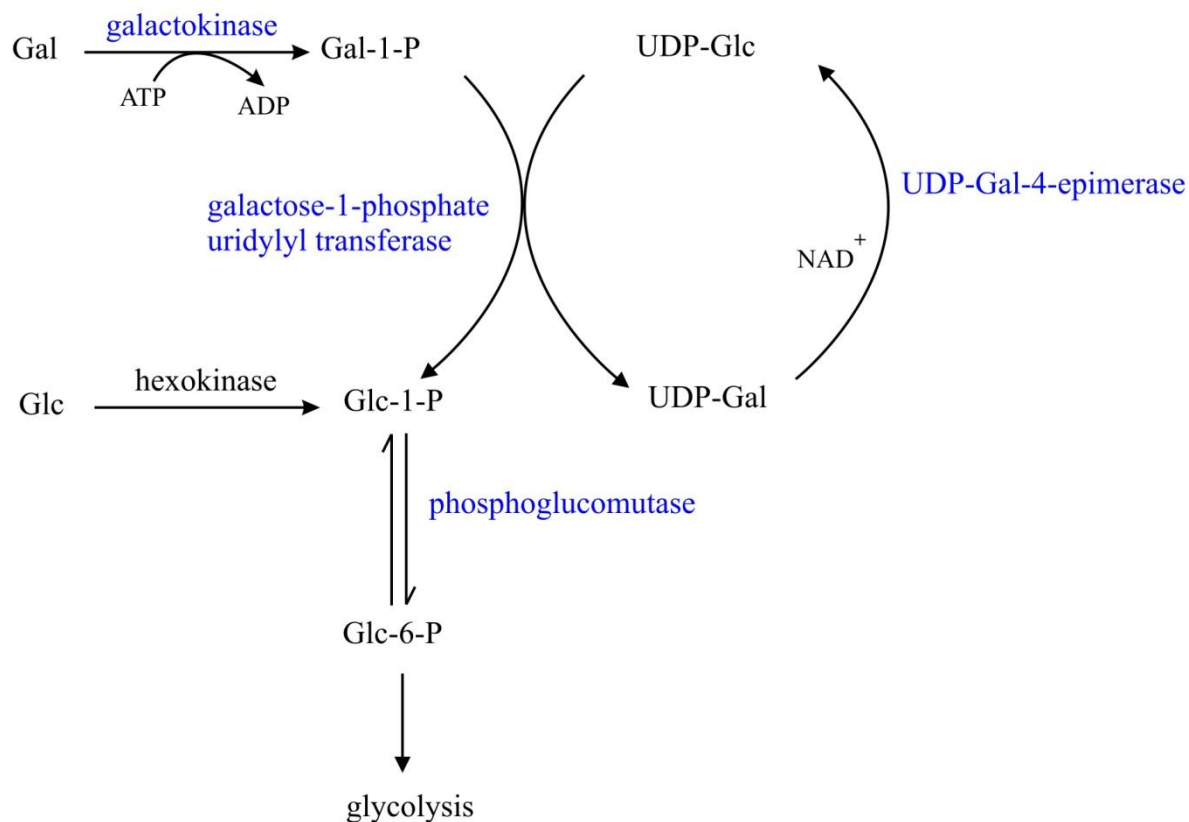 galactokinase
Gal
Gal-1-P
UDP-Glc
ATP
ADP
UDP-Gal-4-epimerase
galactose-1-phosphate
uridylyl transferase
NAD+
hexokinase
Glc
Glc-1-P
UDP-Gal
phosphoglucomutase
Glc-6-P
glycolysis